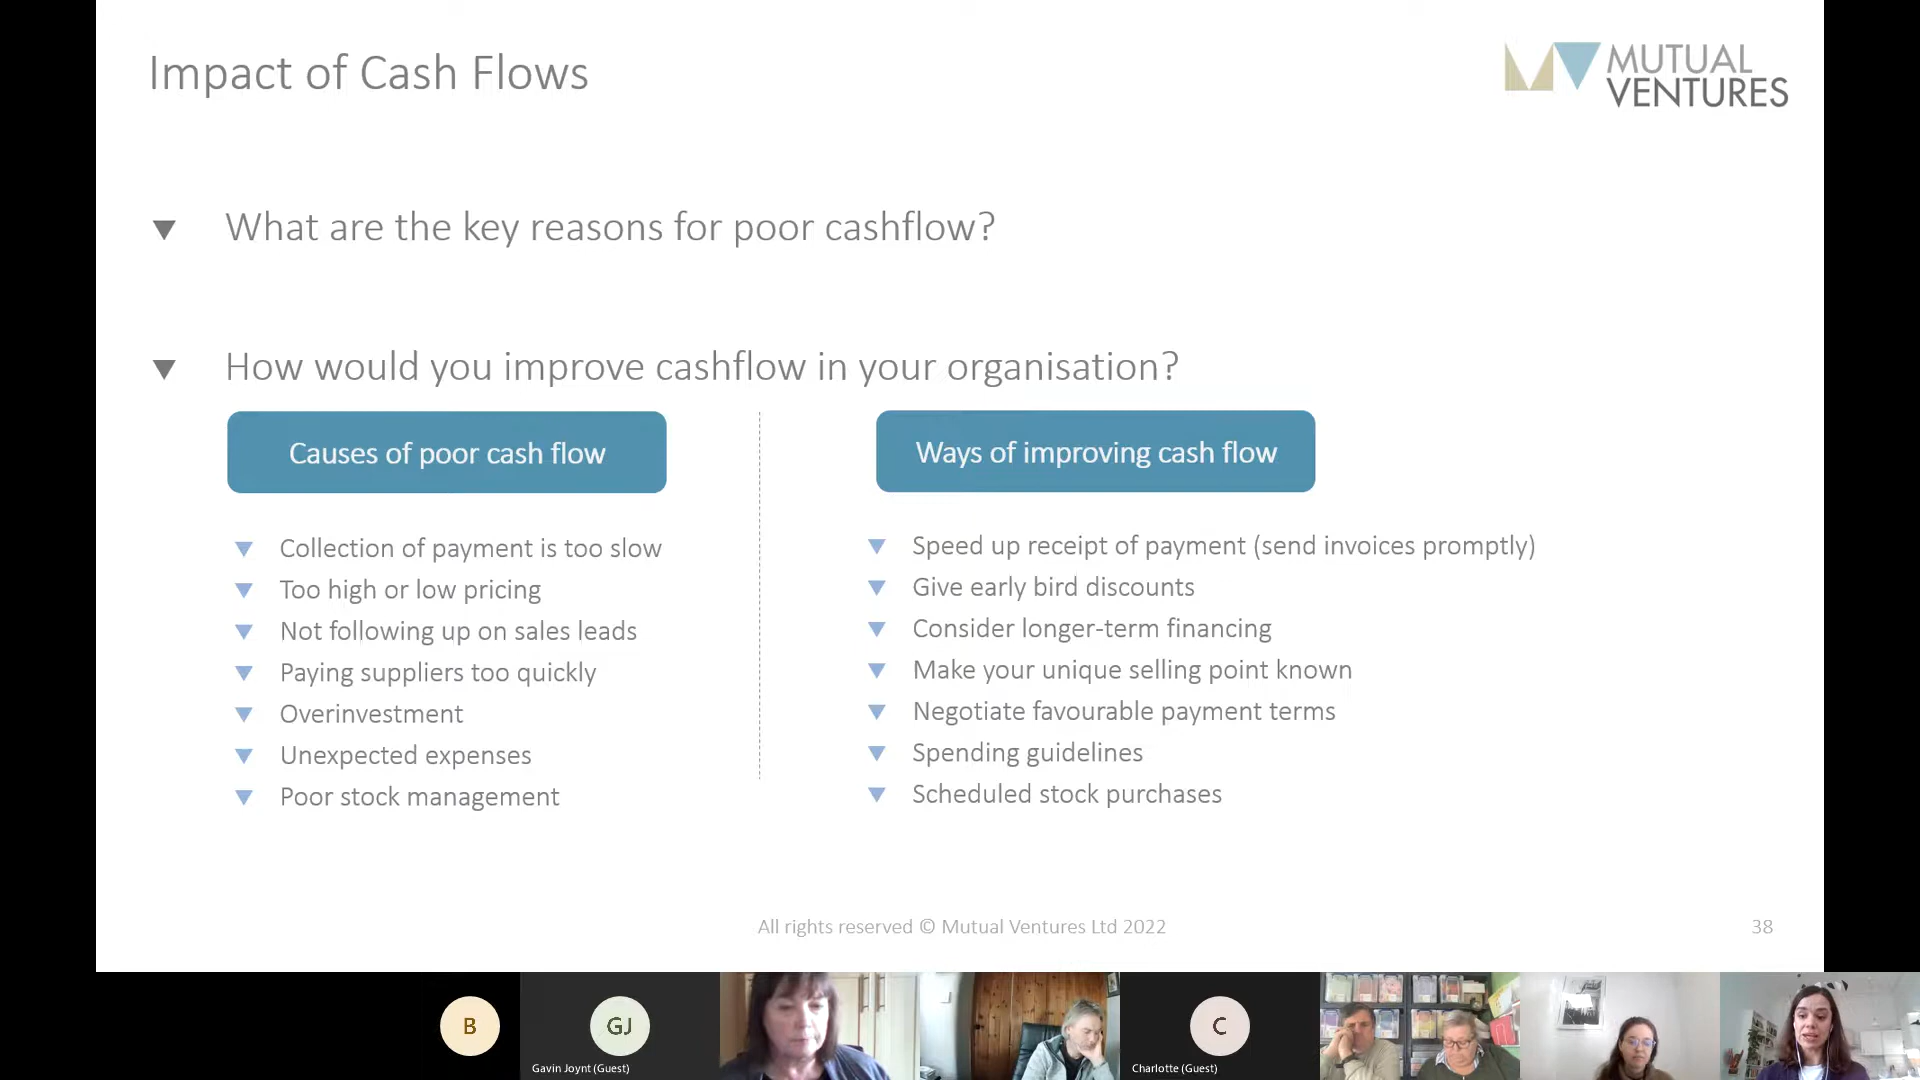 Impact of Cash Flows
MUTUAL
VENTURES
What are the key reasons for poor cashflow?
How would you improve cashflow in your organisation?
Causes of poor cash flow
Collection of payment is too slow
Too high or low pricing
Not following up on sales leads
Paying suppliers too quickly
Overinvestment
Unexpected expenses
Poor stock management
Ways of improving cash flow
Speed up receipt of payment (send invoices promptly)
Give early bird discounts
Consider longer-term financing
Make your unique selling point known
Negotiate favourable payment terms
Spending guidelines
Scheduled stock purchases
All rights reserved © Mutual Ventures Ltd 2022
38
B
GJ
Gavin Joynt (Guest)
C
Charlotte (Guest)